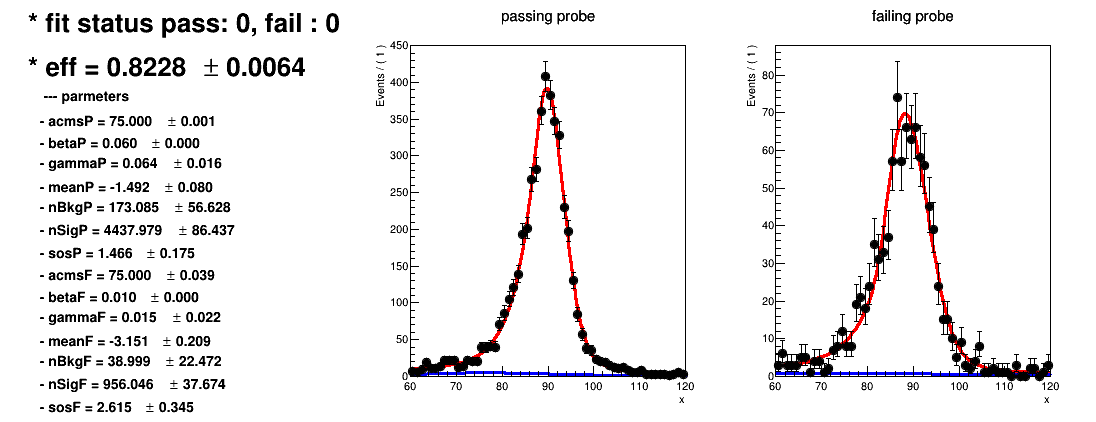 * fit status pass: 0, fail : 0
* eff = 0.8228 ± 0.0064
--- parmeters
- acmsP = 75.000 ± 0.001
- betaP = 0.060 ± 0.000
- gammaP = 0.064 ± 0.016
- meanP = -1.492 ± 0.080
- nBkgP = 173.085 ± 56.628
- nSigP = 4437.979 ± 86.437
- sosP = 1.466 ± 0.175
- acmsF = 75.000 ± 0.039
- betaF = 0.010 ± 0.000
- gammaF = 0.015 ± 0.022
- meanF = -3.151 ± 0.209
- nBkgF = 38.999 ± 22.472
- nSigF = 956.046 ± 37.674
- sosF = 2.615 ± 0.345
passing probe
Events / ( 1 )
450
400
350
300
250
200
150
100
50
0
60 70 80 90 100 110 120
x
failing probe
Events / ( 1 )
80
70
60
50
40
30
20
10
0
60 70 80 90 100 110 120
x